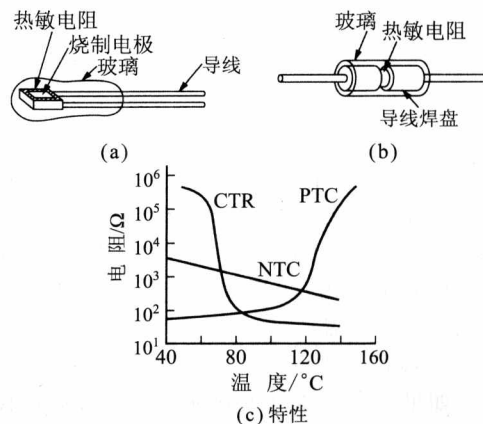 热敏电阻
烧制电极
玻璃
导线
(a)
玻璃
热敏电阻
导线焊盘
(b)
电阻/Ω
10⁶
10⁵
10⁴
10³
10²
10¹
CTR
PTC
NTC
40
80
120
160
温 度/°C
(c) 特性